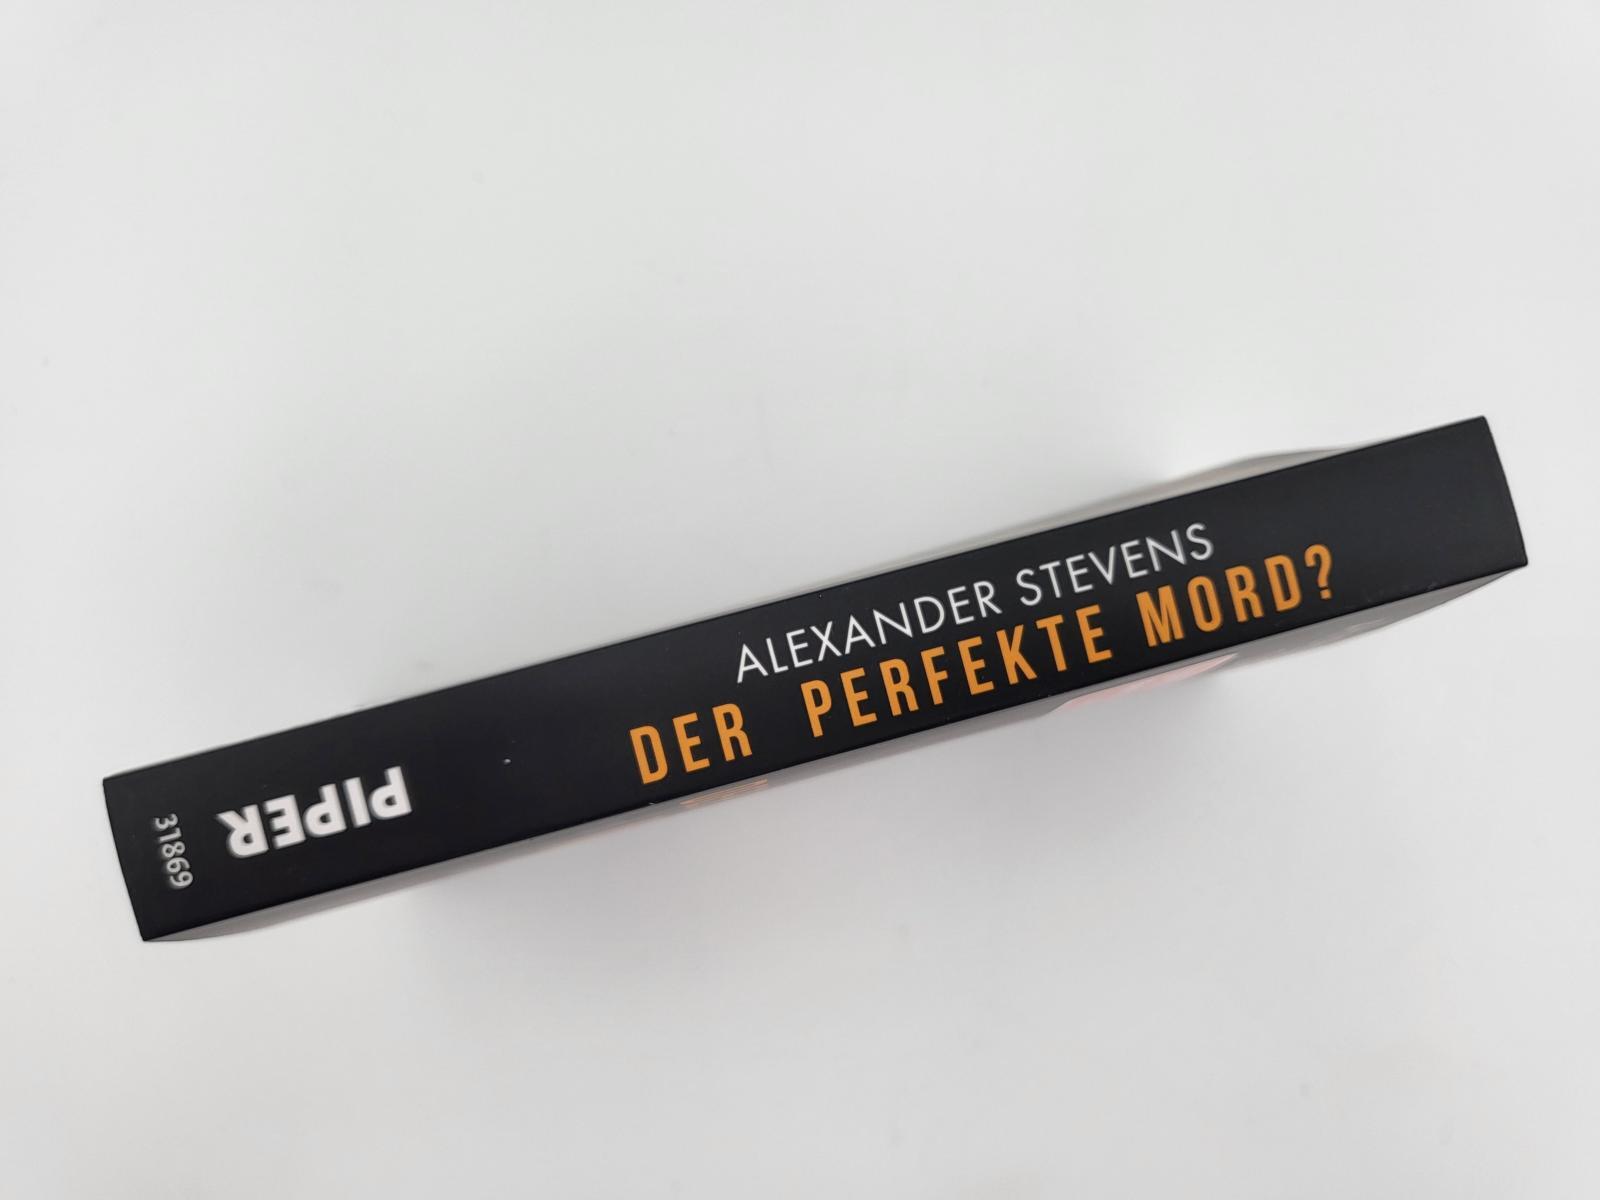 ALEXANDER STEVENS
DER PERFEKTE MORD?
PIPER
31869